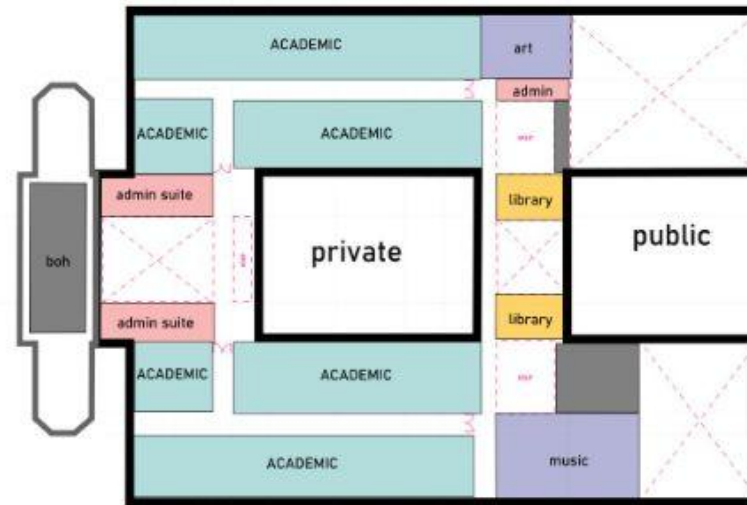 ACADEMIC
art
admin
ACADEMIC
ACADEMIC
admin suite
library
boh
private
public
admin suite
library
ACADEMIC
ACADEMIC
ACADEMIC
music